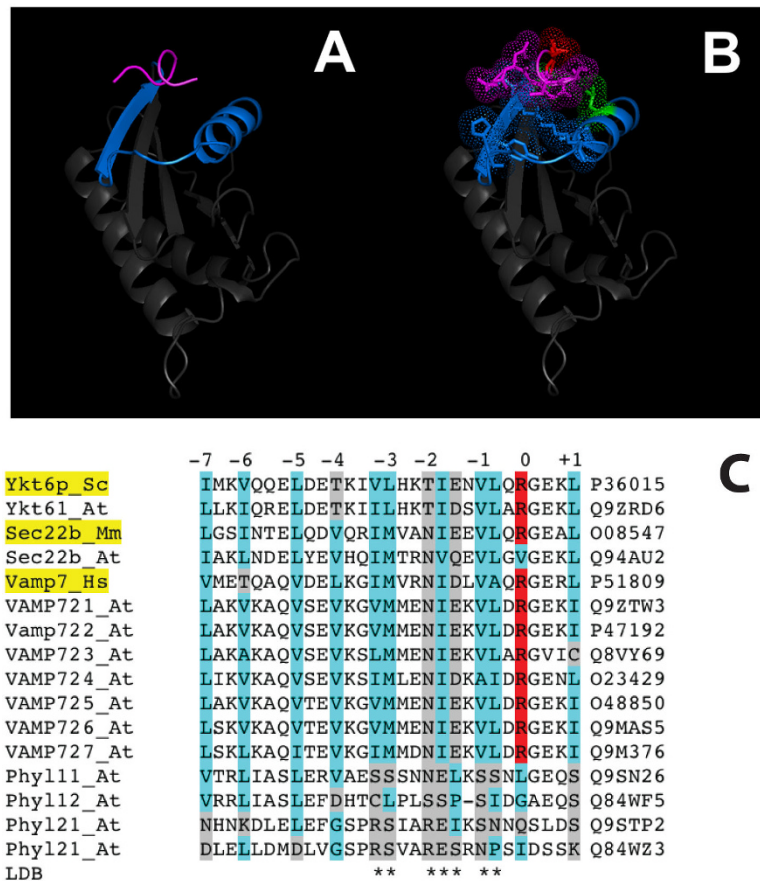 A B
C
-7 -6 -5 -4 -3 -2 -1 0 +1
Ykt6p_Sc IMKVQQELDETKIVLHKTIENVLQRGEKL P36015
Ykt61_At LLKIQRELDETKIILHKTIDSVLARGEKL Q9ZRD6
Sec22b_Mm LGSINTELQDVQRIMVANIEEVLQRGEAL O08547
Sec22b_At IAKLNDELYEVHQIMTRNVQEVLGVGEKL Q94AU2
Vamp7_Hs VMETQAQVDELKGIMVRNIDLVAQRGERL P51809
VAMP721_At LAKVKAQVSEVKGVMMENIEKVLDRGEKI Q9ZTW3
Vamp722_At LAKVKAQVSEVKGVMMENIEKVLDRGEKI P47192
VAMP723_At LAKAKAQVSEVKSLMMENIEKVLARGVIC Q8VY69
VAMP724_At LIKVKAQVSEVKSIMLENIDKAIDRGENL O23429
VAMP725_At LAKVKAQVTEVKGVMMENIEKVLDRGEKI O48850
VAMP726_At LAKVKAQVTEVKGVMMENIEKVLDRGEKI Q9MAS5
VAMP727_At LSKLKAQITEVKGIMMDNIEKVLDRGEKI Q9M376
Phyl11_At VTRLIASLERVAESSSNNELKSSNLGEQS Q9SN26
Phyl12_At VRRLIASLEFDHTCLPLSSP-SIDGAEQS Q84WF5
Phyl21_At NHNKDLELEFGSPRSIAREIKSNNQSLDS Q9STP2
Phyl21_At DLELLDMDLVGSPRSVARESRNPSIDSSK Q84WZ3
LDB ** *** **